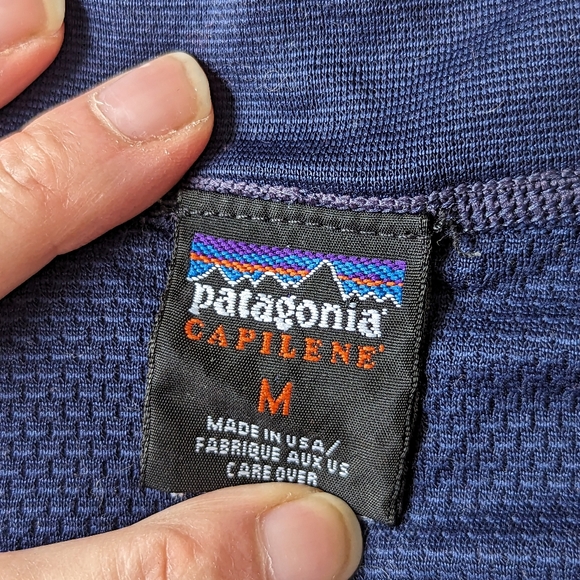 patagonia®
CAPILENE®
M
MADE IN USA/
FABRIQUE AUX US
CARE OVER